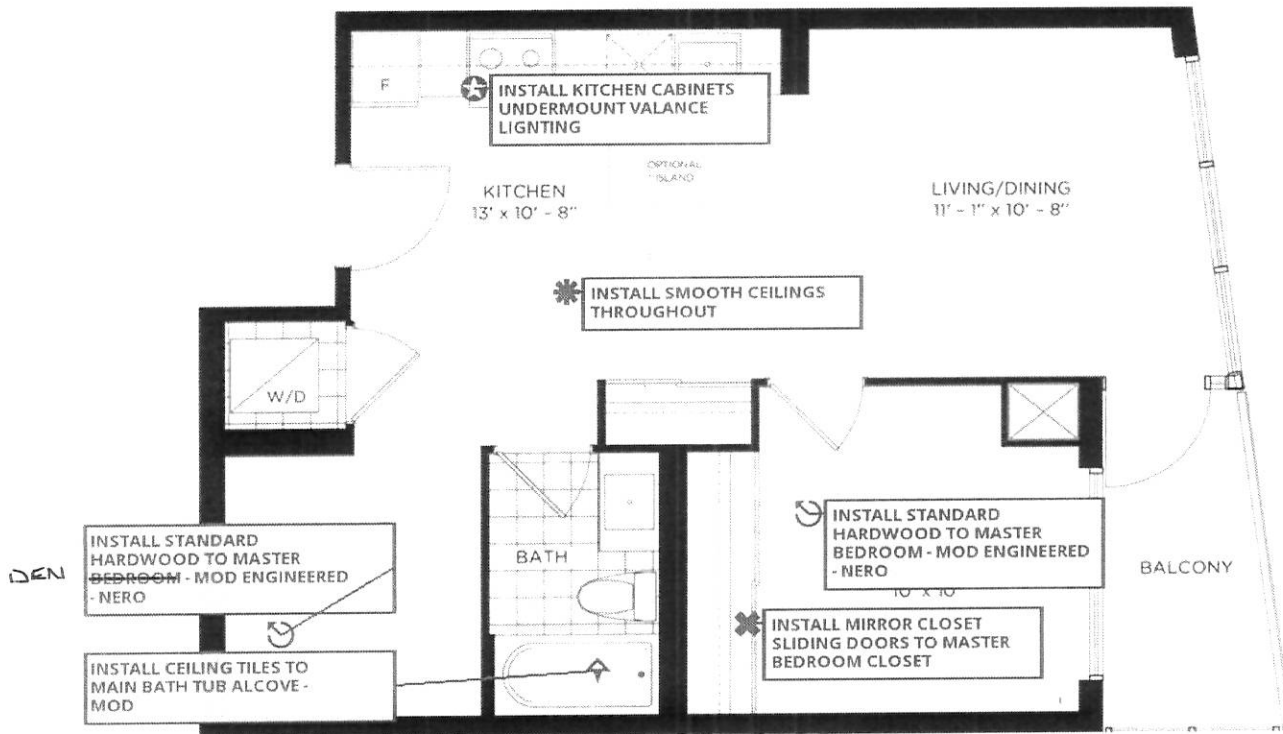 F
INSTALL KITCHEN CABINETS
UNDERMOUNT VALANCE
LIGNTING
OPTIONAL
ISLAND
KITCHEN
13' x 10' - 8"
LIVING/DINING
11' - 1" x 10' - 8"
INSTALL SMOOTH CEILINGS
THROUGHOUT
W/D
DEN
INSTALL STANDARD
HARDWOOD TO MASTER
BEDROOM - MOD ENGINEERED
- NERO
BATH
INSTALL STANDARD
HARDWOOD TO MASTER
BEDROOM - MOD ENGINEERED
- NERO
10' x 10'
BALCONY
INSTALL CEILING TILES TO
MAIN BATH TUB ALCOVE -
MOD
INSTALL MIRROR CLOSET
SLIDING DOORS TO MASTER
BEDROOM CLOSET